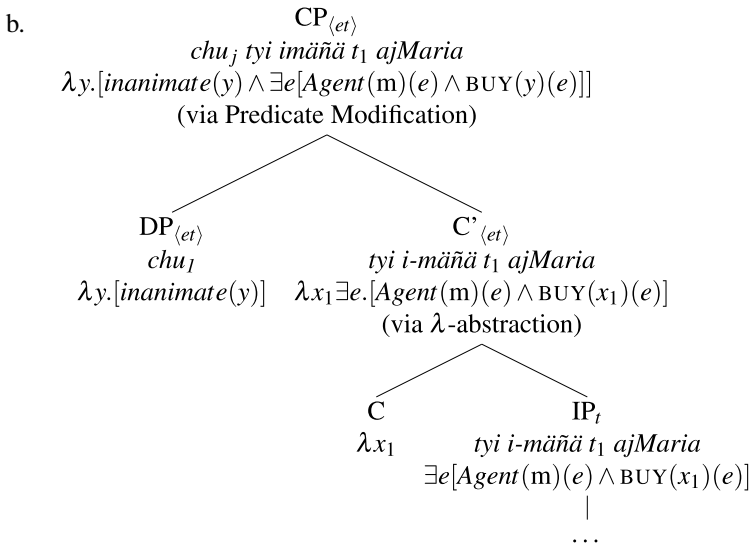 b.
CP⟨et⟩
chu_j tyi imäñä t₁ ajMaria
λy.[inanimate(y) ∧ ∃e[Agent(m)(e) ∧ BUY(y)(e)]]
(via Predicate Modification)
DP⟨et⟩
chu₁
λy.[inanimate(y)]
C'⟨et⟩
tyi i-mäñä t₁ ajMaria
λx₁∃e.[Agent(m)(e) ∧ BUY(x₁)(e)]
(via λ-abstraction)
C
λx₁
IPₜ
tyi i-mäñä t₁ ajMaria
∃e[Agent(m)(e) ∧ BUY(x₁)(e)]
...